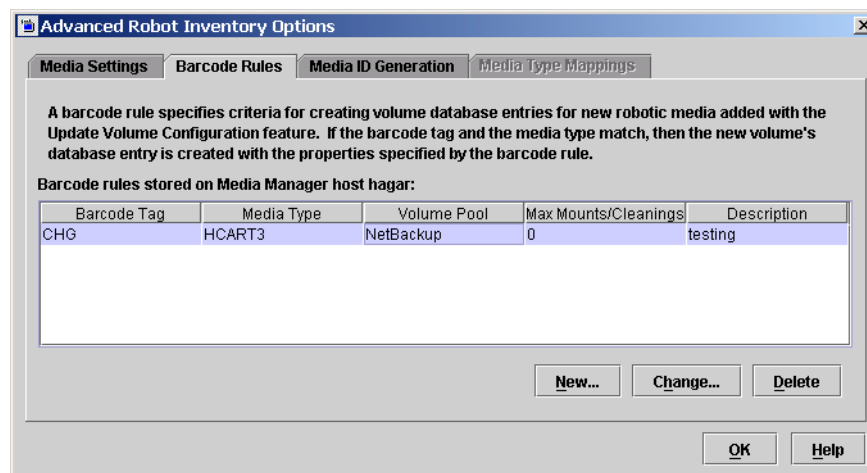 Advanced Robot Inventory Options
Media Settings Barcode Rules Media ID Generation Media Type Mappings
A barcode rule specifies criteria for creating volume database entries for new robotic media added with the
Update Volume Configuration feature. If the barcode tag and the media type match, then the new volume's
database entry is created with the properties specified by the barcode rule.
Barcode rules stored on Media Manager host hagar:
Barcode Tag Media Type Volume Pool Max Mounts/Cleanings Description
CHG HCART3 NetBackup 0 testing
New... Change... Delete
OK Help